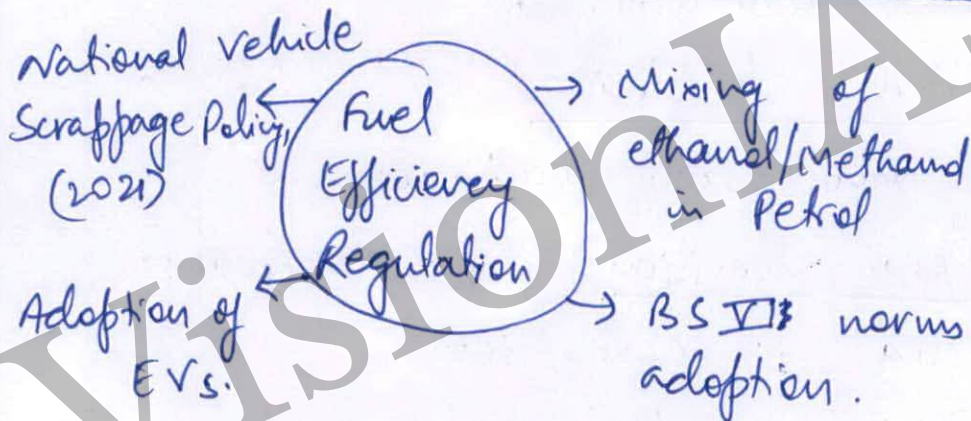 National Vehicle
Scrappage Policy,
(2021)
Fuel
Efficiency
Regulation
Mixing of
ethanol/Methanol
in Petrol
Adoption of
EVs.
BS VI norms
adoption.
VisionIA